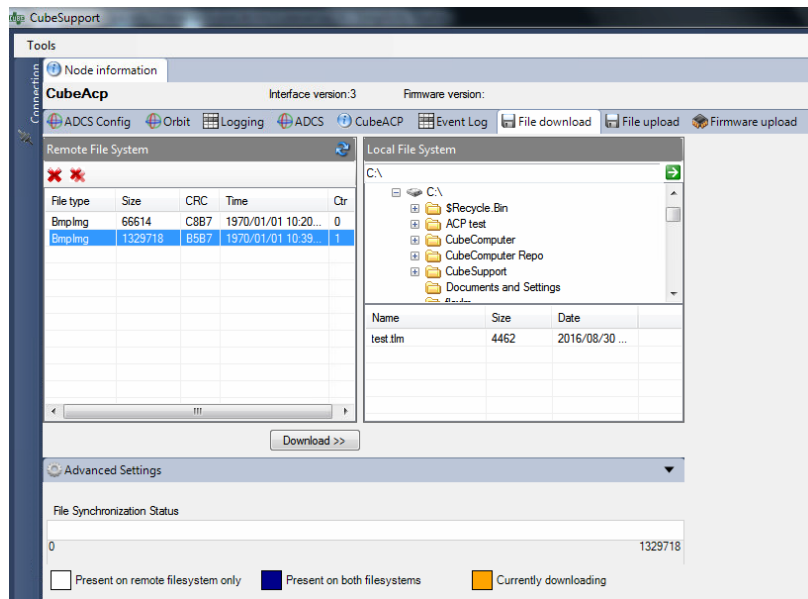 CubeSupport
Tools
Connection
Node information
CubeAcp Interface version:3 Firmware version:
ADCS Config Orbit Logging ADCS CubeACP Event Log File download File upload Firmware upload
Remote File System
File type Size CRC Time Ctr
BmpImg 66614 C8B7 1970/01/01 10:20... 0
BmpImg 1329718 B5B7 1970/01/01 10:39... 1
Local File System
C:\
C:\
$Recycle.Bin
ACP test
CubeComputer
CubeComputer Repo
CubeSupport
Documents and Settings
Name Size Date
test.tlm 4462 2016/08/30 ...
Download >>
Advanced Settings
File Synchronization Status
0 1329718
Present on remote filesystem only Present on both filesystems Currently downloading